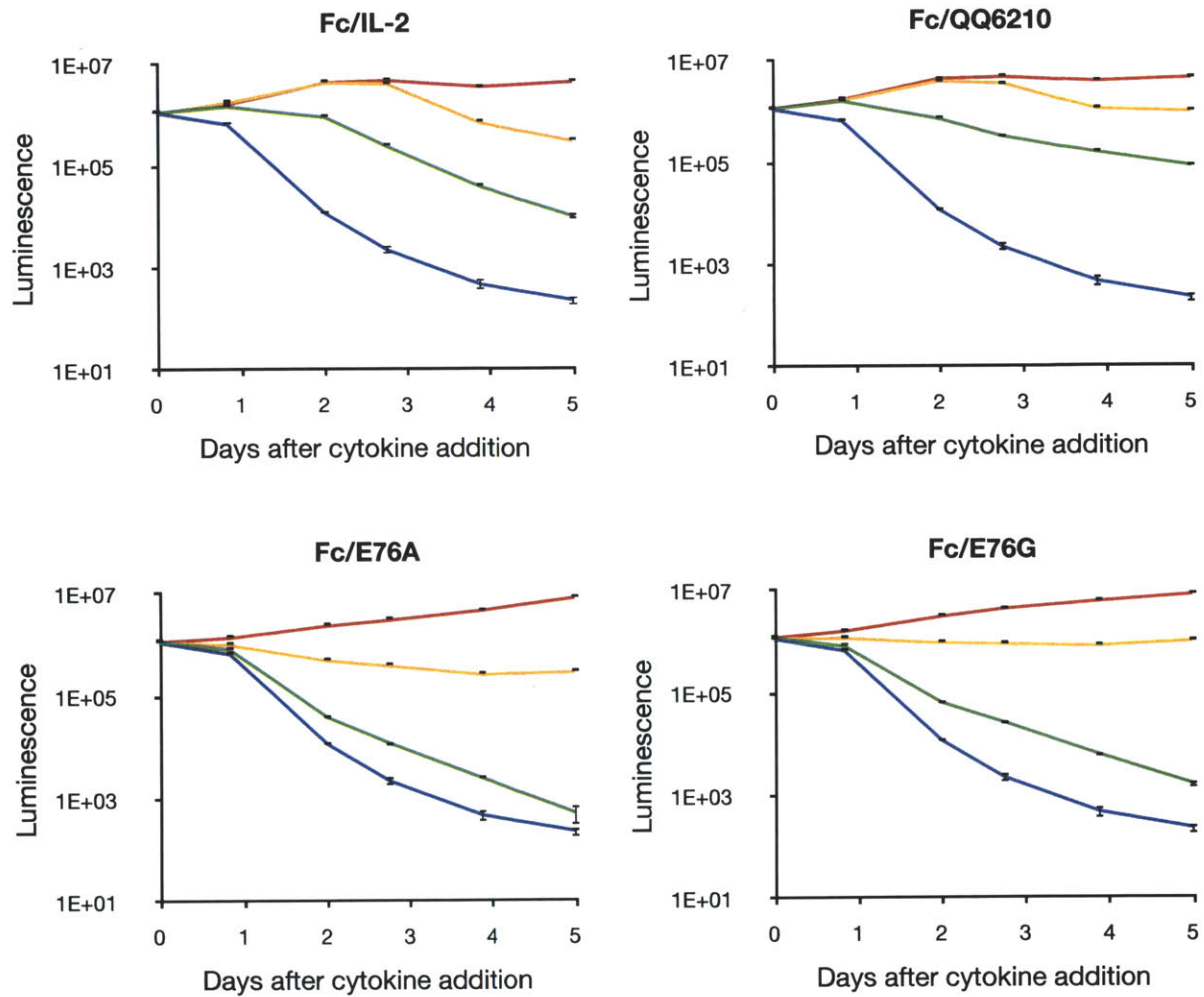 Fc/IL-2
1E+07
1E+05
1E+03
1E+01
Luminescence
0 1 2 3 4 5
Days after cytokine addition
Fc/QQ6210
1E+07
1E+05
1E+03
1E+01
Luminescence
0 1 2 3 4 5
Days after cytokine addition
Fc/E76A
1E+07
1E+05
1E+03
1E+01
Luminescence
0 1 2 3 4 5
Days after cytokine addition
Fc/E76G
1E+07
1E+05
1E+03
1E+01
Luminescence
0 1 2 3 4 5
Days after cytokine addition